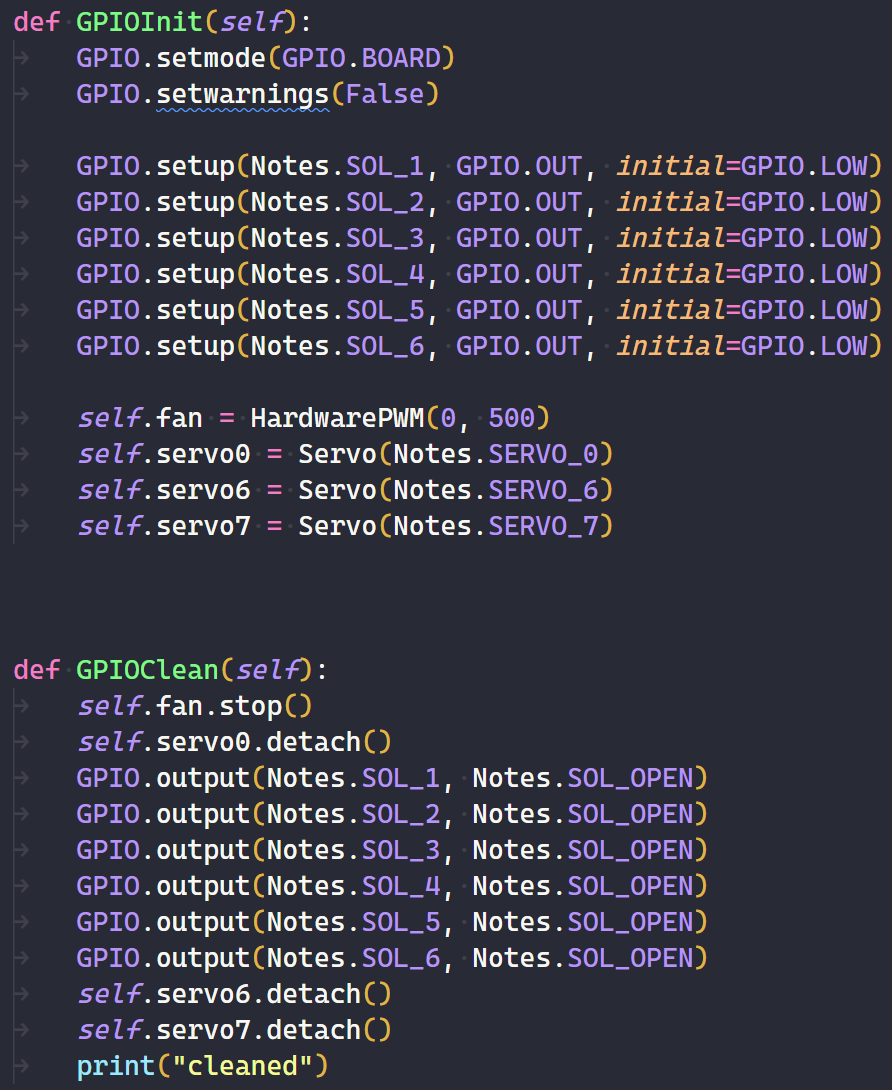 def GPIOInit(self):
    GPIO.setmode(GPIO.BOARD)
    GPIO.setwarnings(False)

    GPIO.setup(Notes.SOL_1, GPIO.OUT, initial=GPIO.LOW)
    GPIO.setup(Notes.SOL_2, GPIO.OUT, initial=GPIO.LOW)
    GPIO.setup(Notes.SOL_3, GPIO.OUT, initial=GPIO.LOW)
    GPIO.setup(Notes.SOL_4, GPIO.OUT, initial=GPIO.LOW)
    GPIO.setup(Notes.SOL_5, GPIO.OUT, initial=GPIO.LOW)
    GPIO.setup(Notes.SOL_6, GPIO.OUT, initial=GPIO.LOW)

    self.fan = HardwarePWM(0, 500)
    self.servo0 = Servo(Notes.SERVO_0)
    self.servo6 = Servo(Notes.SERVO_6)
    self.servo7 = Servo(Notes.SERVO_7)

def GPIOClean(self):
    self.fan.stop()
    self.servo0.detach()
    GPIO.output(Notes.SOL_1, Notes.SOL_OPEN)
    GPIO.output(Notes.SOL_2, Notes.SOL_OPEN)
    GPIO.output(Notes.SOL_3, Notes.SOL_OPEN)
    GPIO.output(Notes.SOL_4, Notes.SOL_OPEN)
    GPIO.output(Notes.SOL_5, Notes.SOL_OPEN)
    GPIO.output(Notes.SOL_6, Notes.SOL_OPEN)
    self.servo6.detach()
    self.servo7.detach()
    print("cleaned")